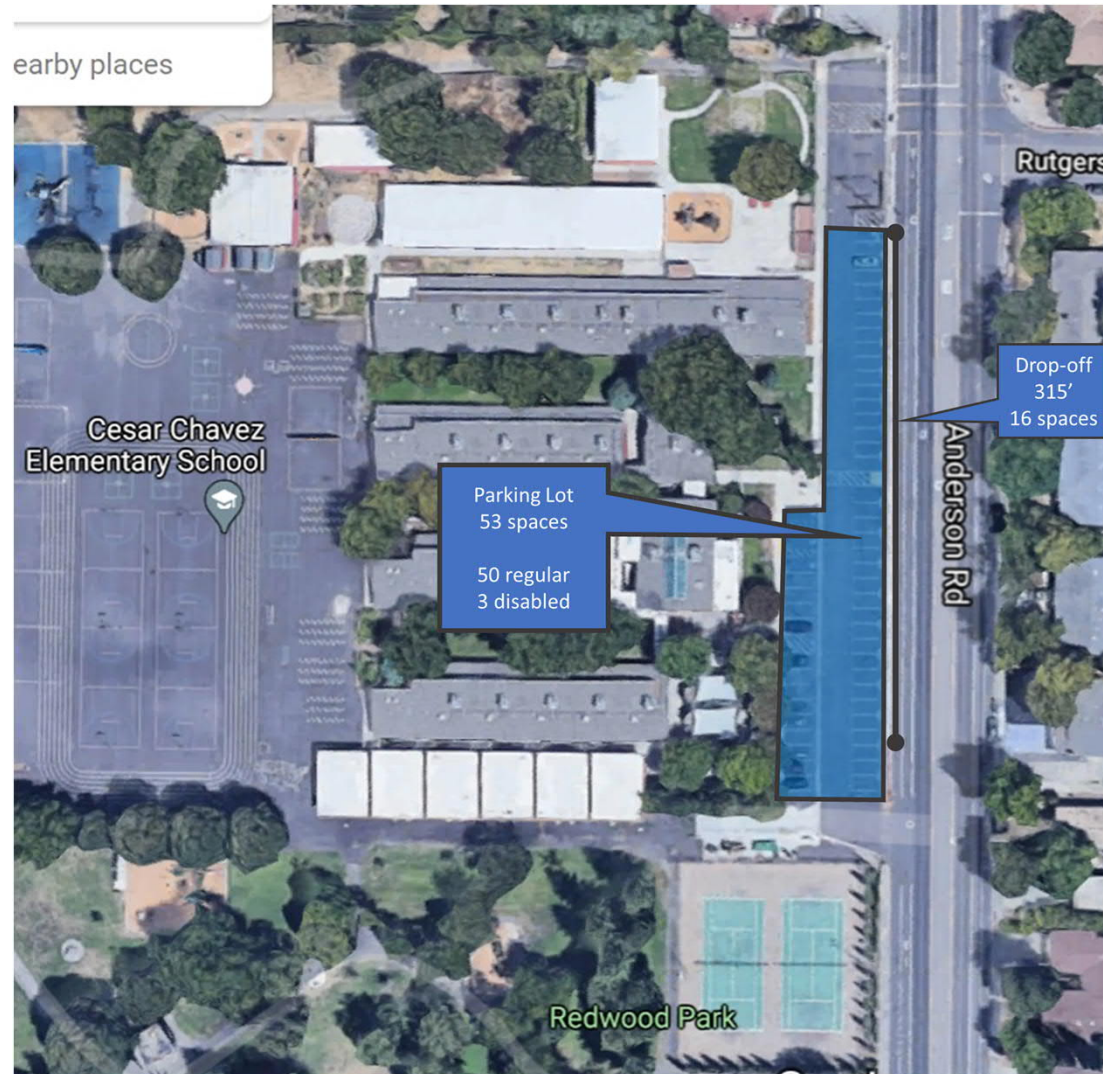 earby places
Rutgers
Drop-off
315’
16 spaces
Anderson Rd
Cesar Chavez
Elementary School
Parking Lot
53 spaces
50 regular
3 disabled
Redwood Park